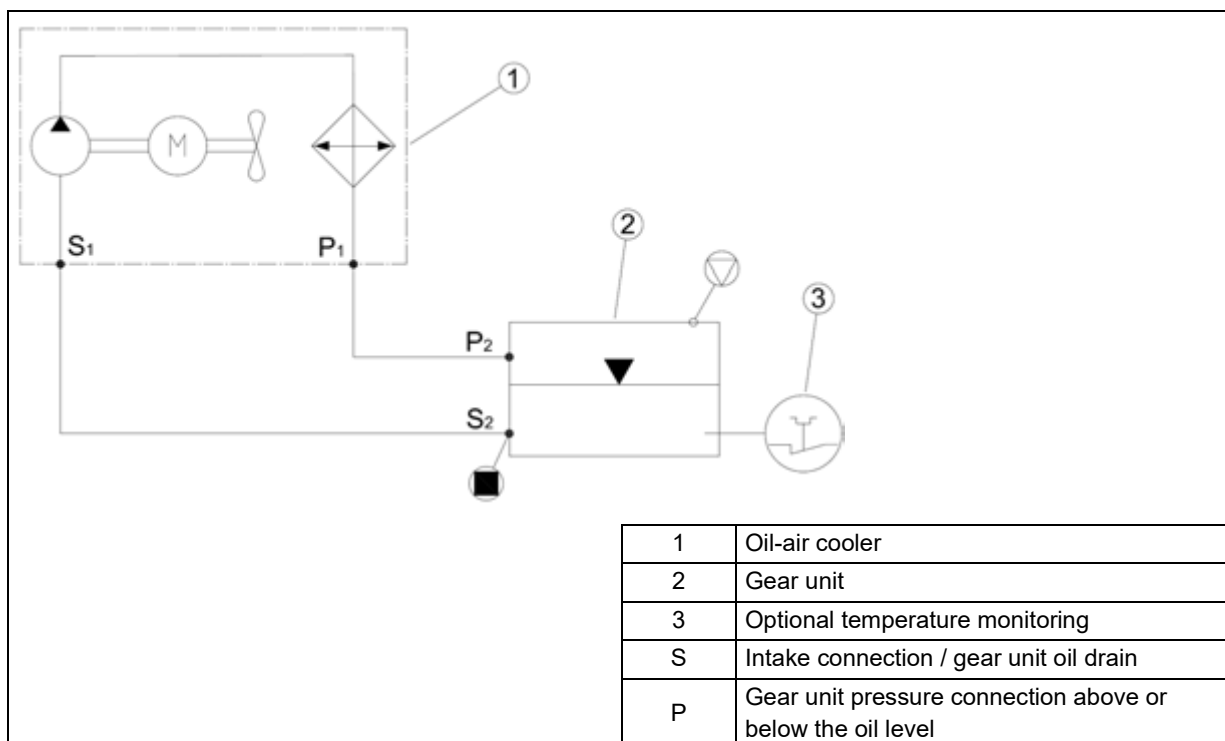 1
M
S1
P1
2
3
P2
S2
1 Oil-air cooler
2 Gear unit
3 Optional temperature monitoring
S Intake connection / gear unit oil drain
P Gear unit pressure connection above or
below the oil level